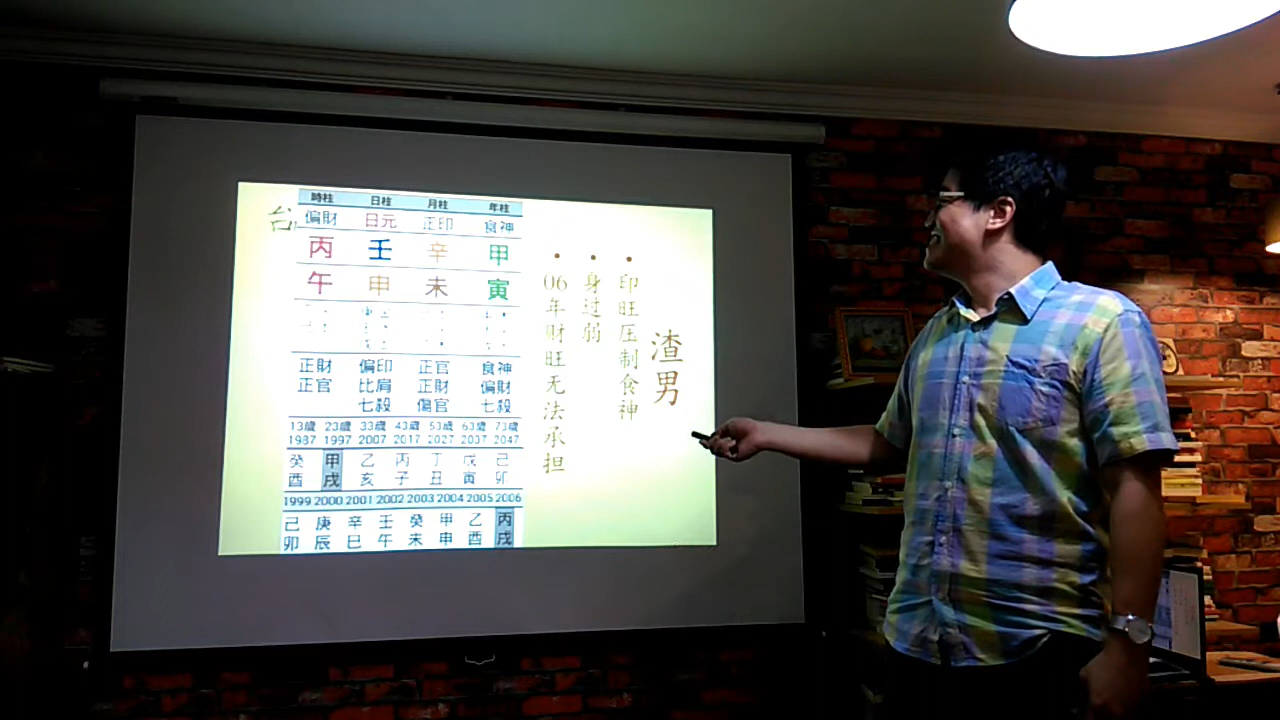 台
時柱 日柱 月柱 年柱
偏財 日元 正印 食神
丙 壬 辛 甲
午 申 未 寅
正財 偏印 正官 食神
正官 比肩 正財 偏財
七殺 傷官 七殺
13歲 23歲 33歲 43歲 53歲 63歲 73歲
1987 1997 2007 2017 2027 2037 2047
癸 甲 乙 丙 丁 戊 己
酉 戌 亥 子 丑 寅 卯
1999 2000 2001 2002 2003 2004 2005 2006
己 庚 辛 壬 癸 甲 乙 丙
卯 辰 巳 午 未 申 酉 戌
渣男
• 印旺压制食神
• 身过弱
• 06年财旺无法承担